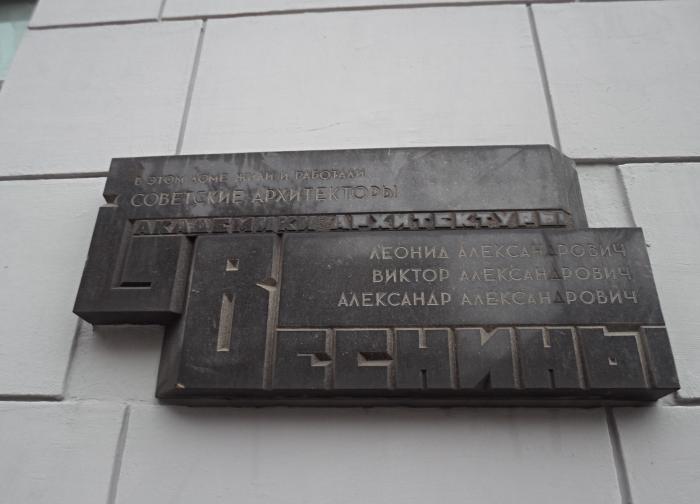 В ЭТОМ ДОМЕ ЖИЛИ И РАБОТАЛИ
СОВЕТСКИЕ АРХИТЕКТОРЫ
АКАДЕМИКИ АРХИТЕКТУРЫ
ЛЕОНИД АЛЕКСАНДРОВИЧ
ВИКТОР АЛЕКСАНДРОВИЧ
АЛЕКСАНДР АЛЕКСАНДРОВИЧ
ВЕСНИНЫ